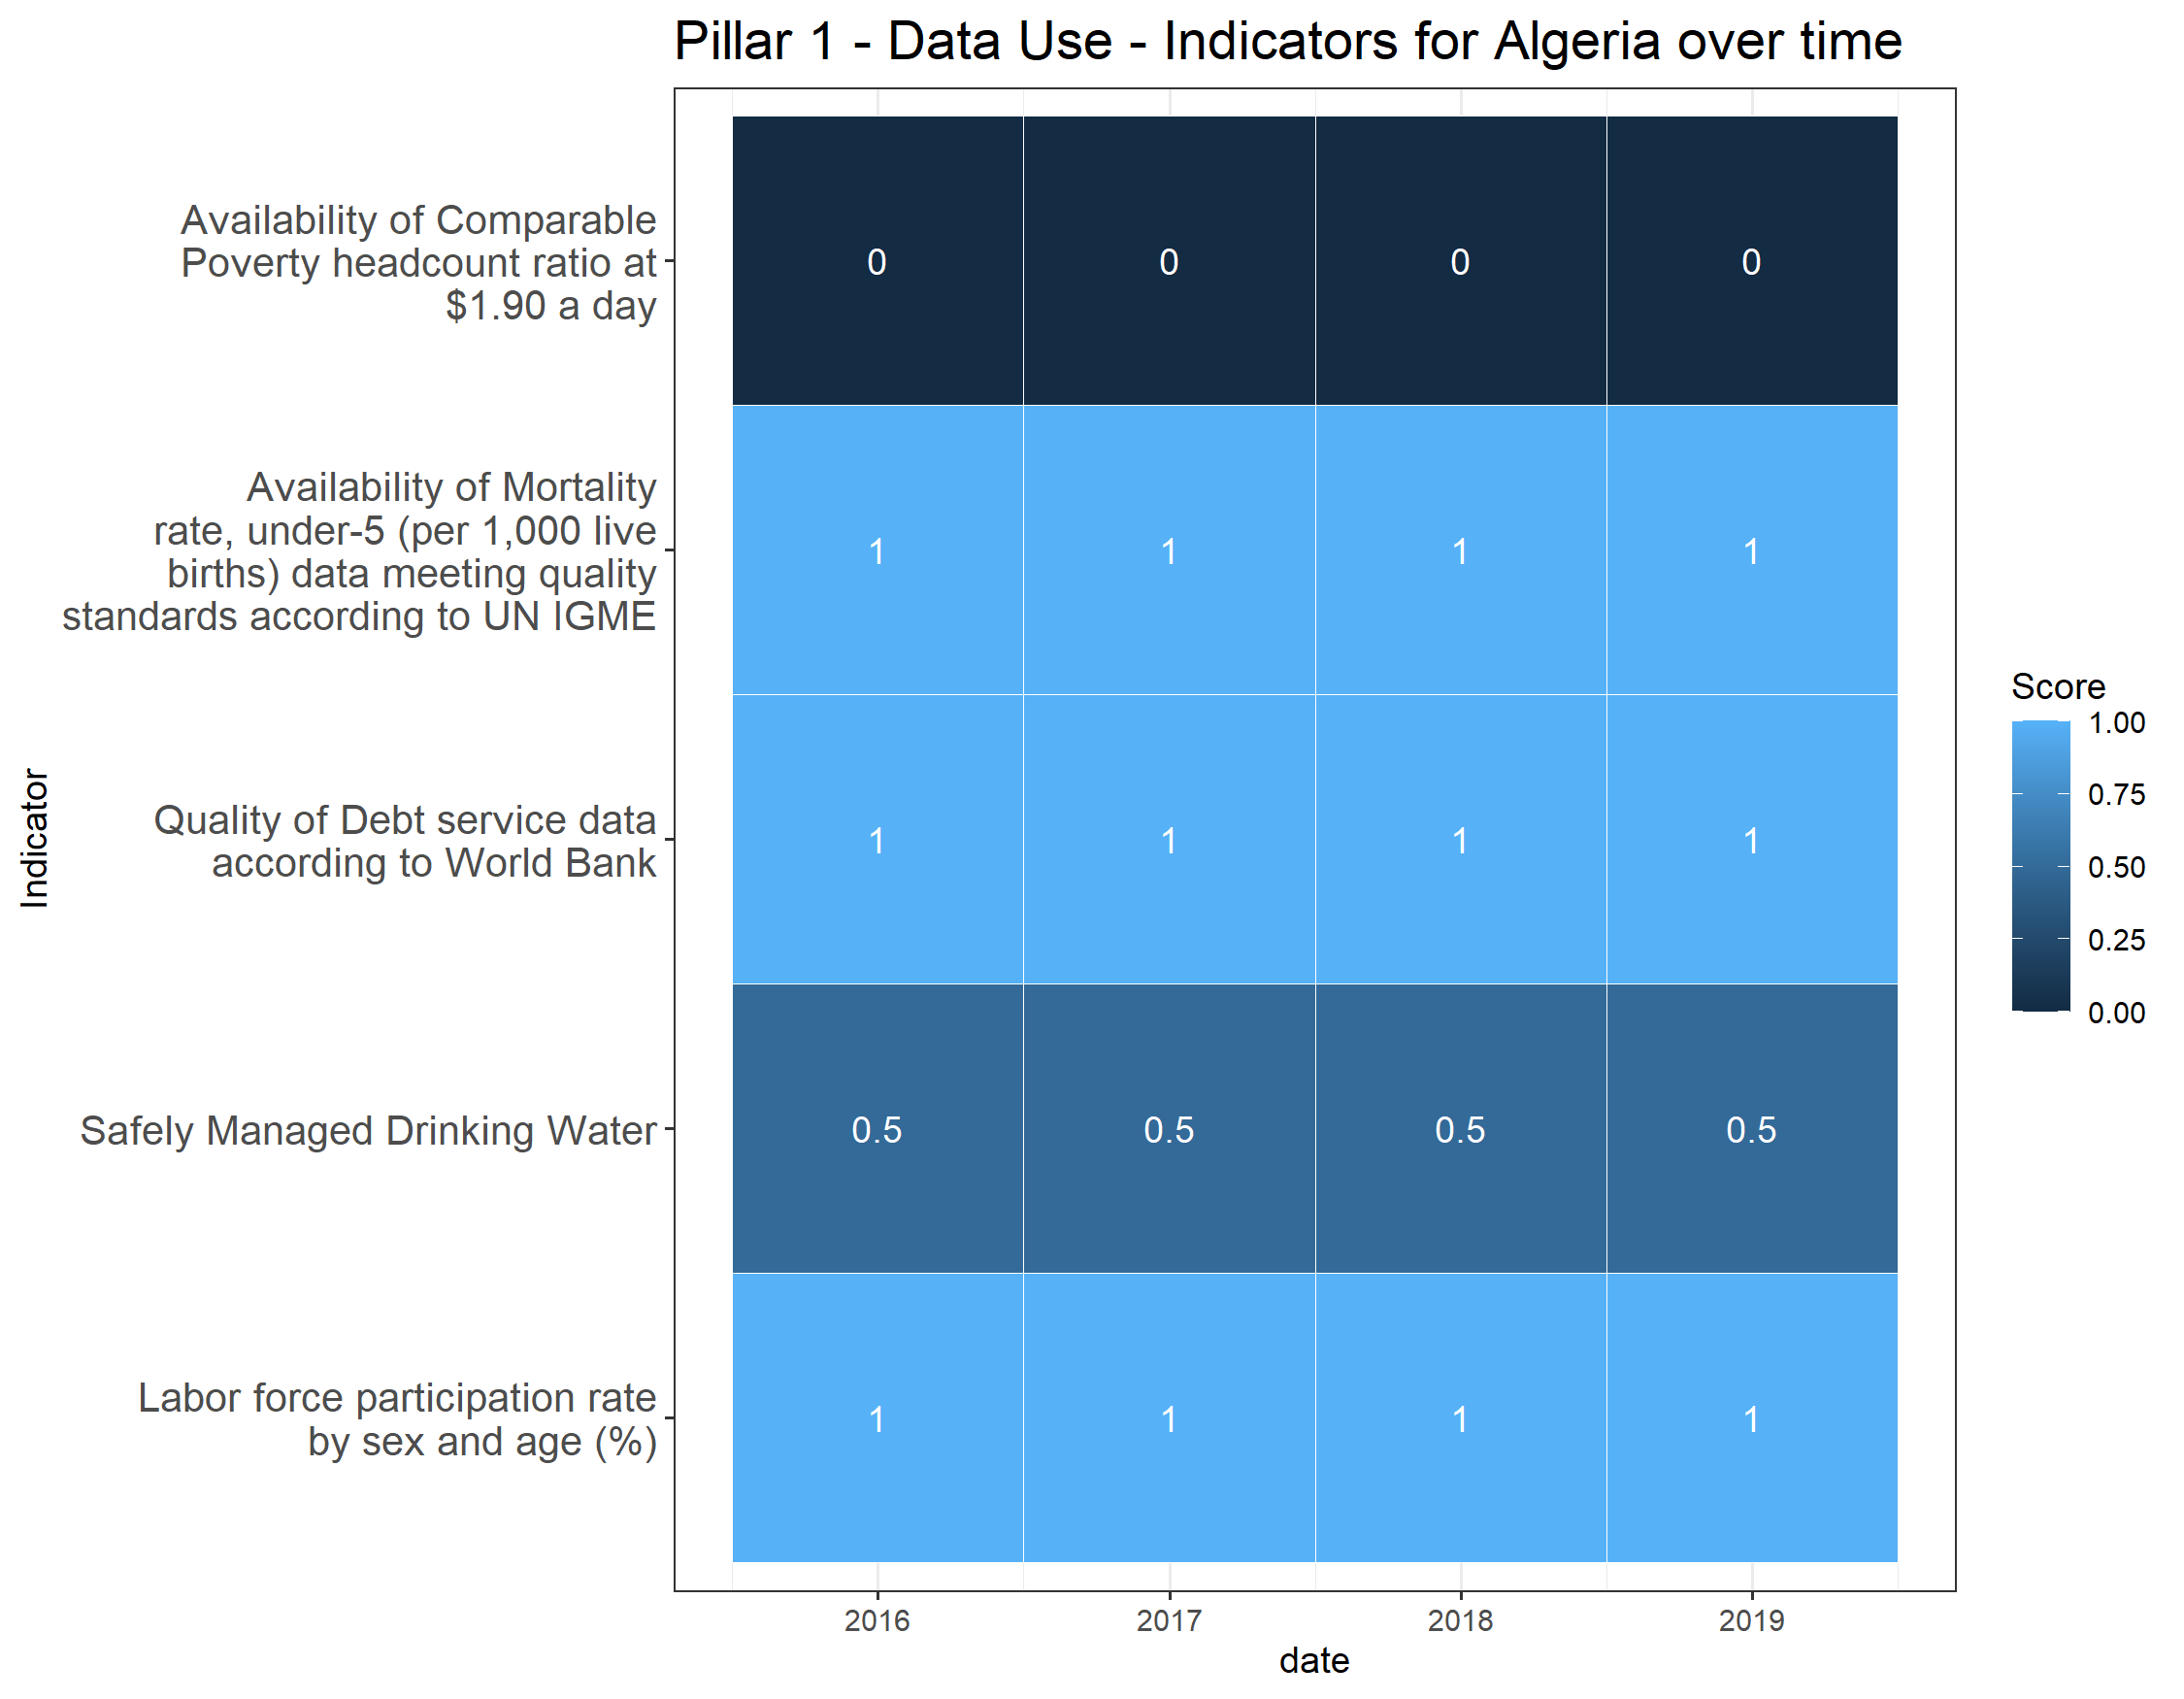 Pillar 1 - Data Use - Indicators for Algeria over time
Indicator
Availability of Comparable
Poverty headcount ratio at
$1.90 a day
0 0 0 0
Availability of Mortality
rate, under-5 (per 1,000 live
births) data meeting quality
standards according to UN IGME
1 1 1 1
Quality of Debt service data
according to World Bank
1 1 1 1
Safely Managed Drinking Water
0.5 0.5 0.5 0.5
Labor force participation rate
by sex and age (%)
1 1 1 1
2016 2017 2018 2019
date
Score
1.00
0.75
0.50
0.25
0.00